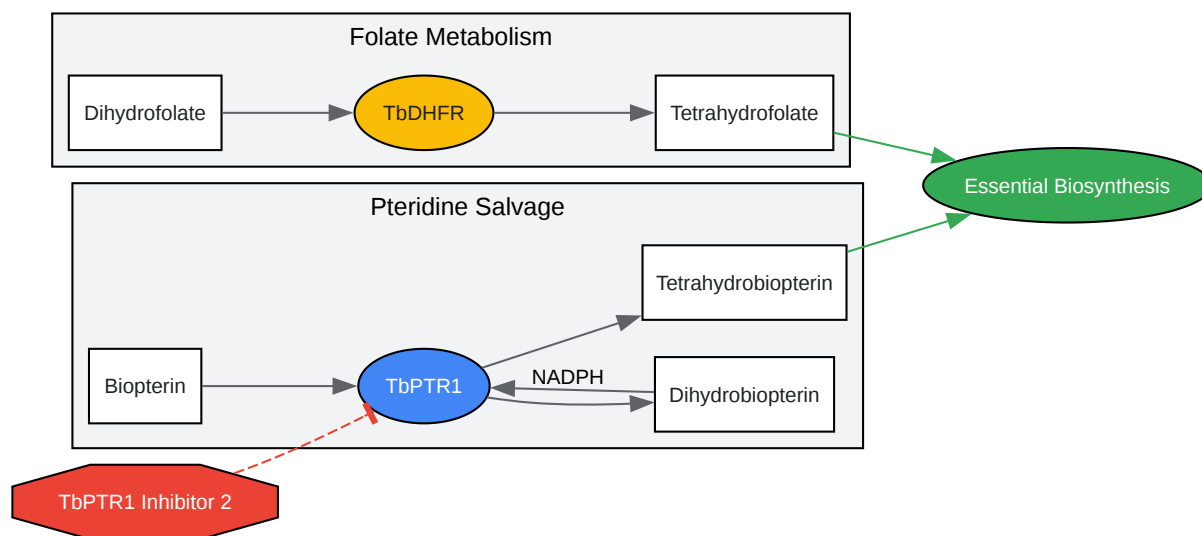 Folate Metabolism
Dihydrofolate
TbDHFR
Tetrahydrofolate
Essential Biosynthesis
Pteridine Salvage
Tetrahydrobiopterin
Biopterin
TbPTR1
NADPH
Dihydrobiopterin
TbPTR1 Inhibitor 2